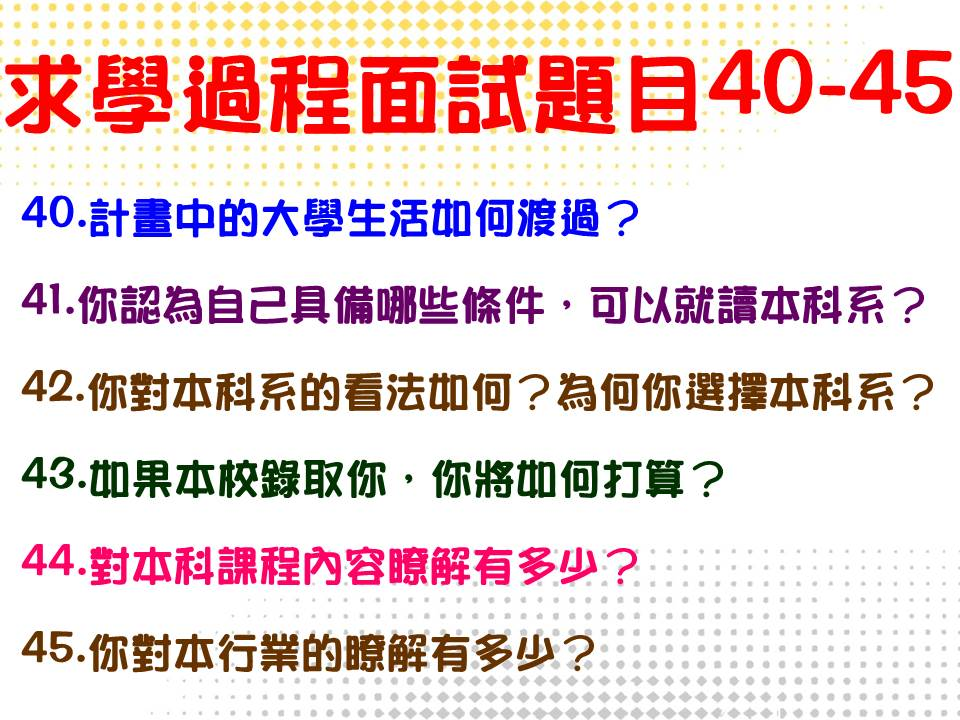 求學過程面試題目40-45
40.計畫中的大學生活如何渡過？
41.你認為自己具備哪些條件，可以就讀本科系？
42.你對本科系的看法如何？為何你選擇本科系？
43.如果本校錄取你，你將如何打算？
44.對本科課程內容瞭解有多少？
45.你對本行業的瞭解有多少？